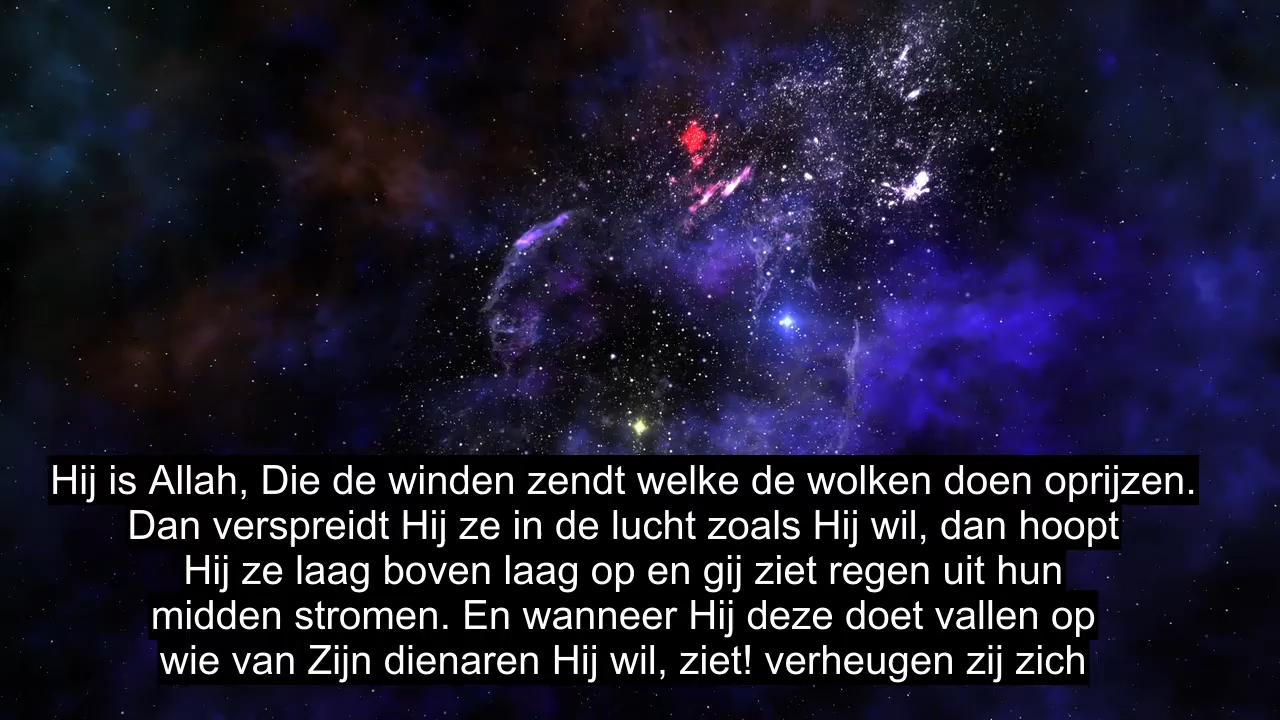 Hij is Allah, Die de winden zendt welke de wolken doen oprijzen.
Dan verspreidt Hij ze in de lucht zoals Hij wil, dan hoopt
Hij ze laag boven laag op en gij ziet regen uit hun
midden stromen. En wanneer Hij deze doet vallen op
wie van Zijn dienaren Hij wil, ziet! verheugen zij zich